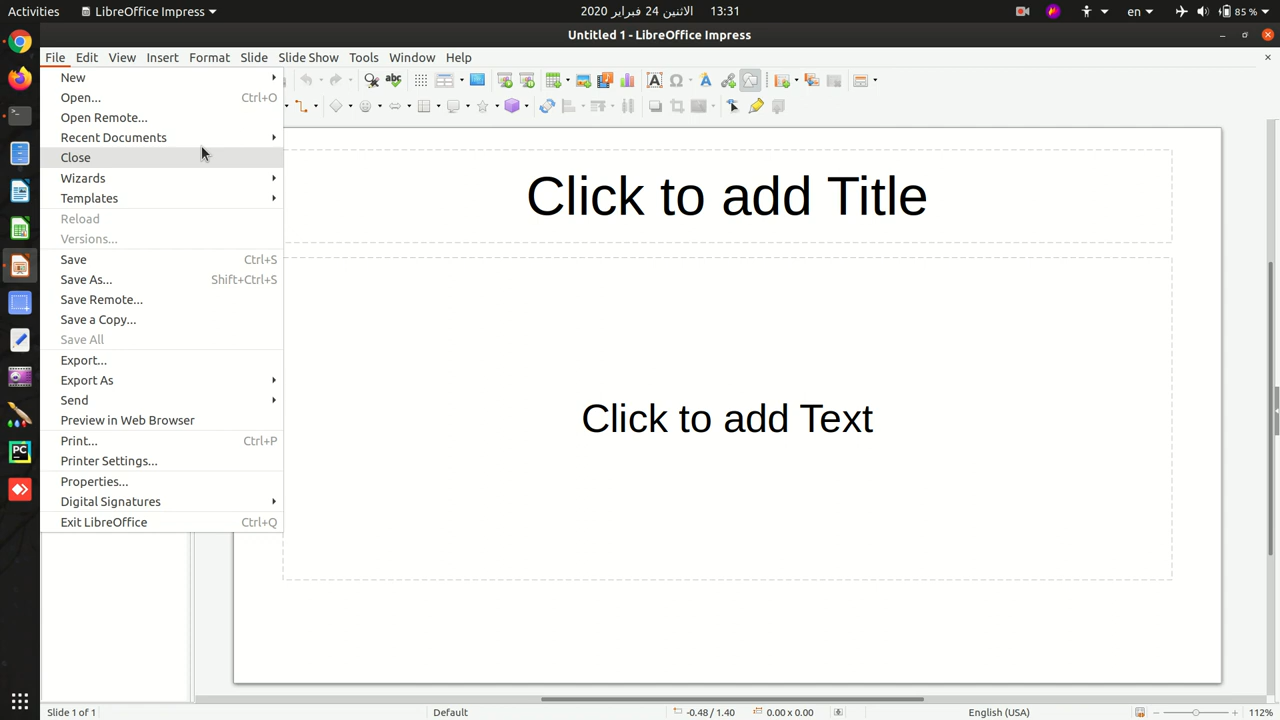 Activities LibreOffice Impress الاثنين 24 فبراير 2020 13:31 en 85 %
Untitled 1 - LibreOffice Impress
File Edit View Insert Format Slide Slide Show Tools Window Help
New
Open... Ctrl+O
Open Remote...
Recent Documents
Close
Wizards
Templates
Reload
Versions...
Save Ctrl+S
Save As... Shift+Ctrl+S
Save Remote...
Save a Copy...
Save All
Export...
Export As
Send
Preview in Web Browser
Print... Ctrl+P
Printer Settings...
Properties...
Digital Signatures
Exit LibreOffice Ctrl+Q
Click to add Title
Click to add Text
Slide 1 of 1 Default -0.48 / 1.40 0.00 x 0.00 English (USA) 112%